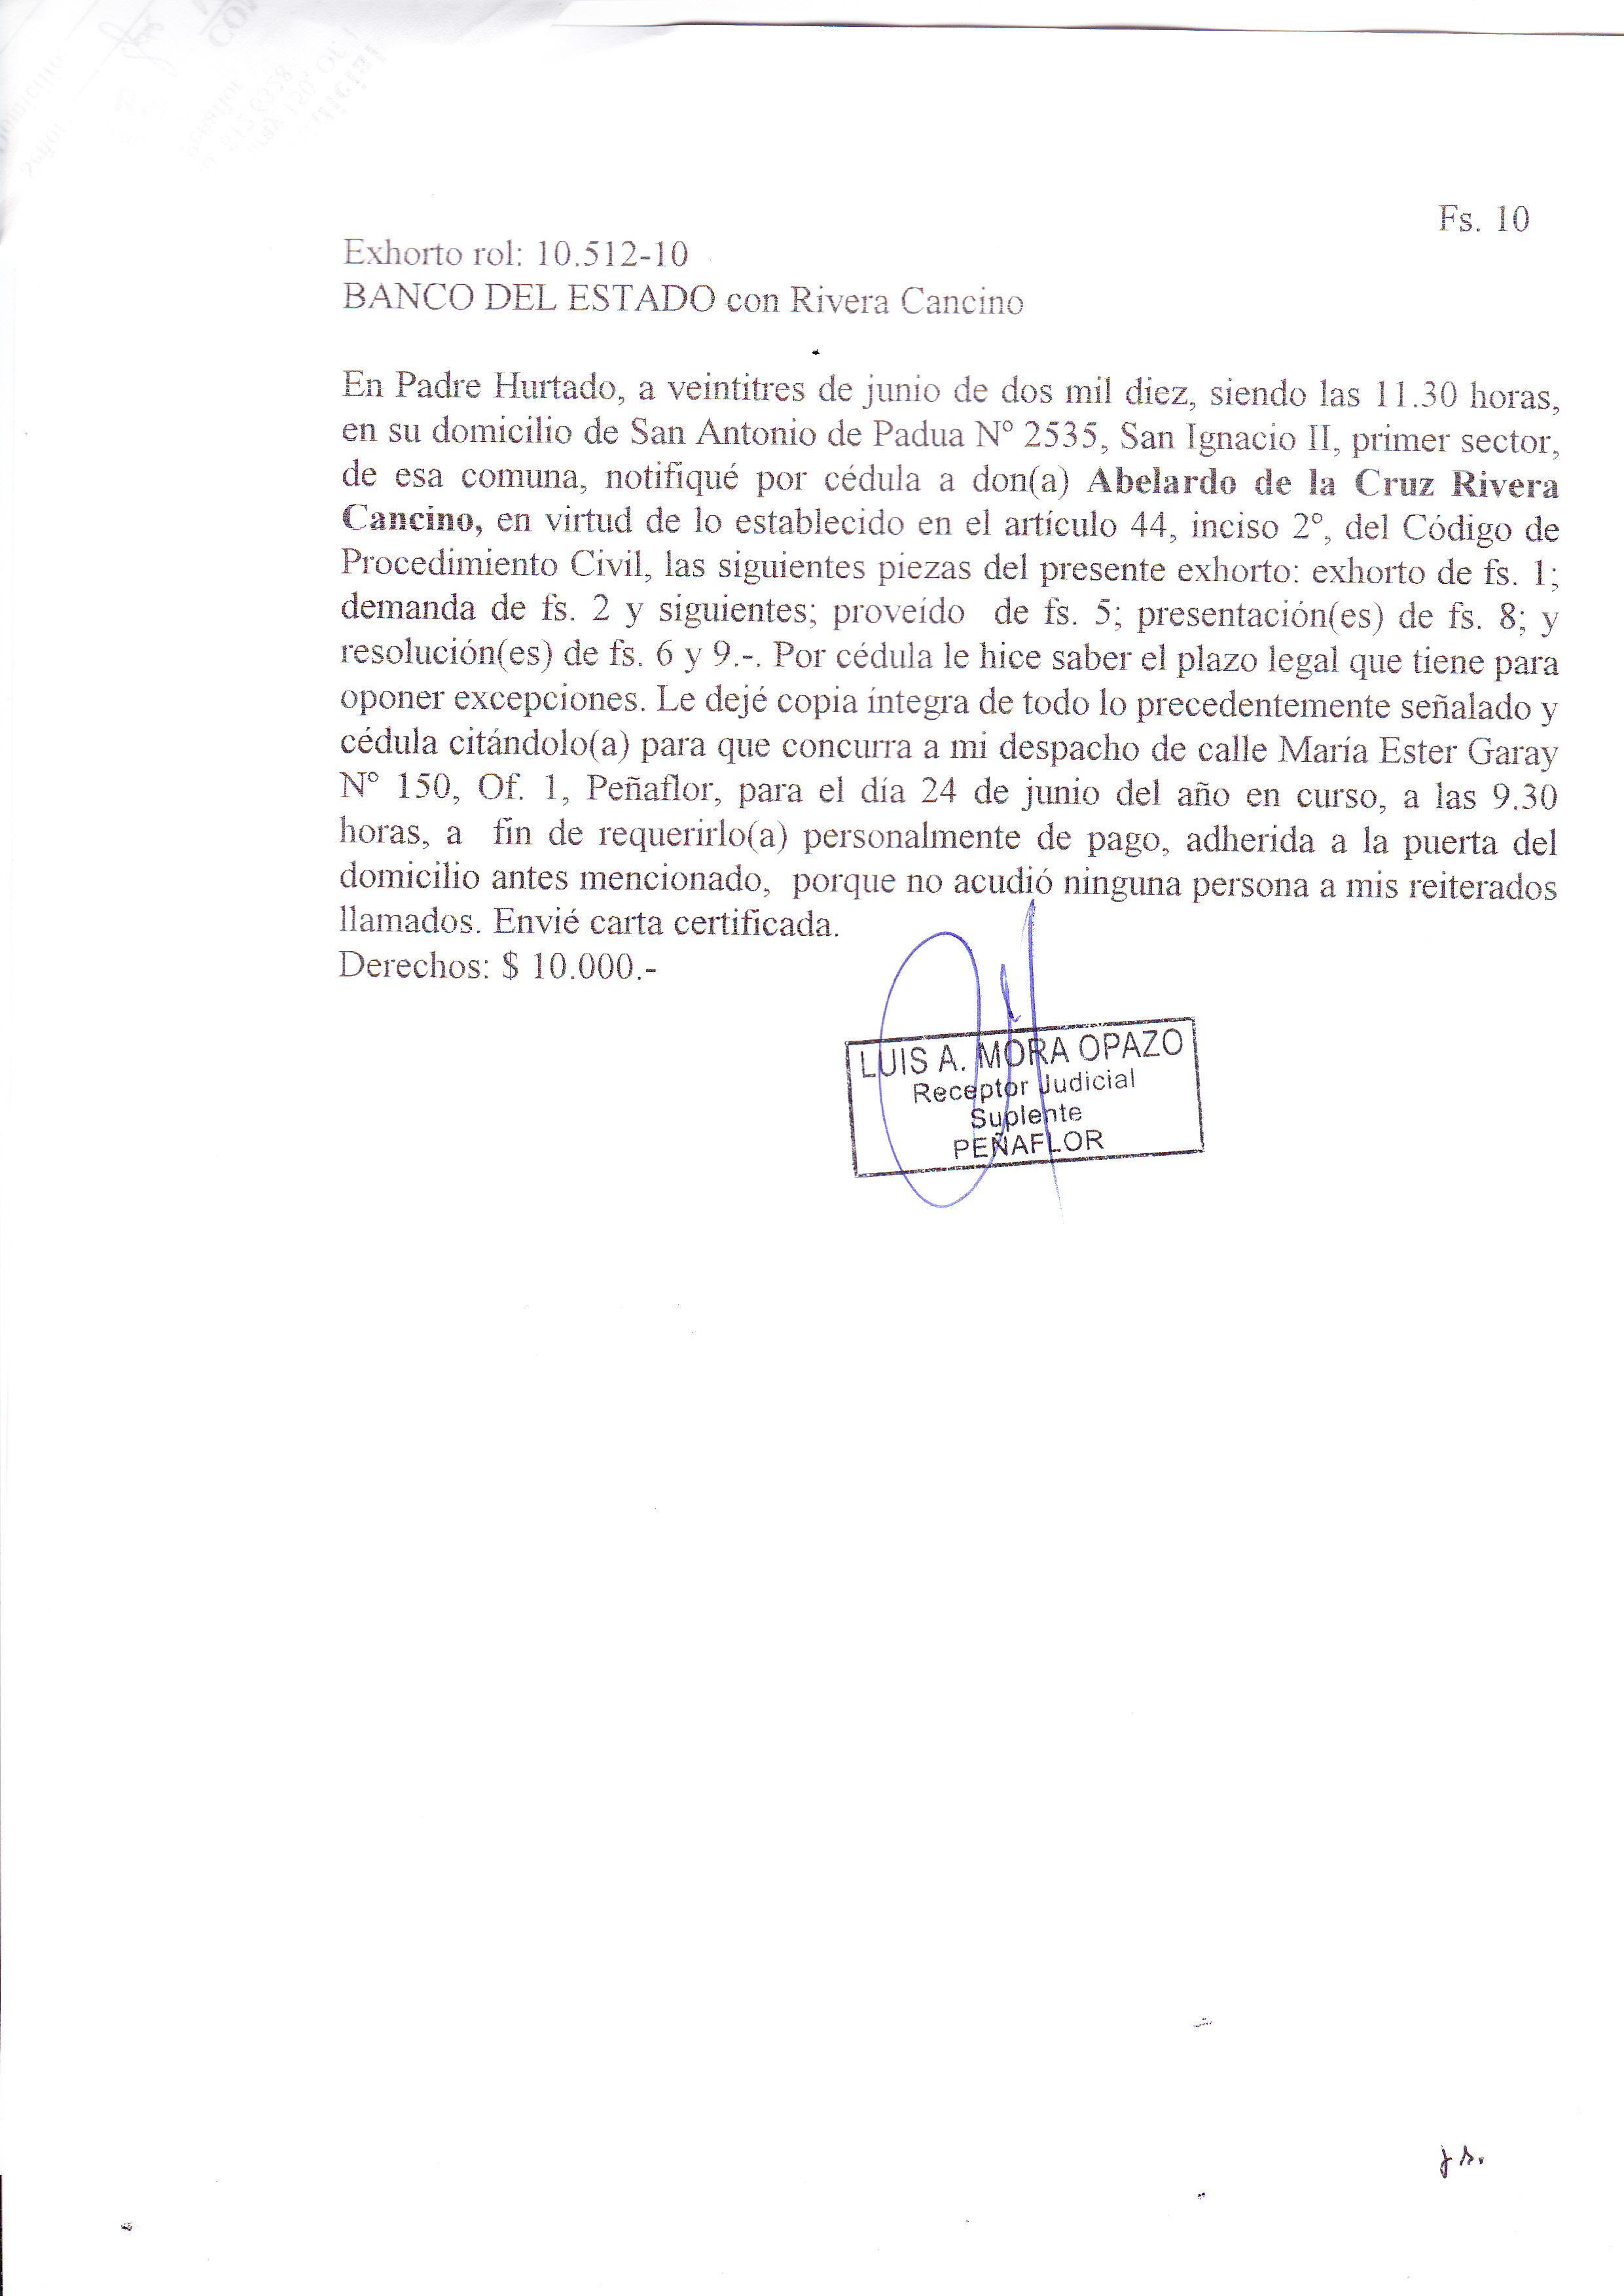 Fs. 10
Exhorto rol: 10.512-10
BANCO DEL ESTADO con Rivera Cancino
En Padre Hurtado, a veintitres de junio de dos mil diez, siendo las 11.30 horas,
en su domicilio de San Antonio de Padua N° 2535, San Ignacio II, primer sector,
de esa comuna, notifiqué por cédula a don(a) Abelardo de la Cruz Rivera
Cancino, en virtud de lo establecido en el artículo 44, inciso 2°, del Código de
Procedimiento Civil, las siguientes piezas del presente exhorto: exhorto de fs. 1;
demanda de fs. 2 y siguientes; proveído de fs. 5; presentación(es) de fs. 8; y
resolución(es) de fs. 6 y 9.-. Por cédula le hice saber el plazo legal que tiene para
oponer excepciones. Le dejé copia íntegra de todo lo precedentemente señalado y
cédula citándolo(a) para que concurra a mi despacho de calle María Ester Garay
N° 150, Of. 1, Peñaflor, para el día 24 de junio del año en curso, a las 9.30
horas, a fin de requerirlo(a) personalmente de pago, adherida a la puerta del
domicilio antes mencionado, porque no acudió ninguna persona a mis reiterados
llamados. Envié carta certificada.
Derechos: $ 10.000.-
LUIS A. MORA OPAZO
Receptor Judicial
Suplente
PEÑAFLOR